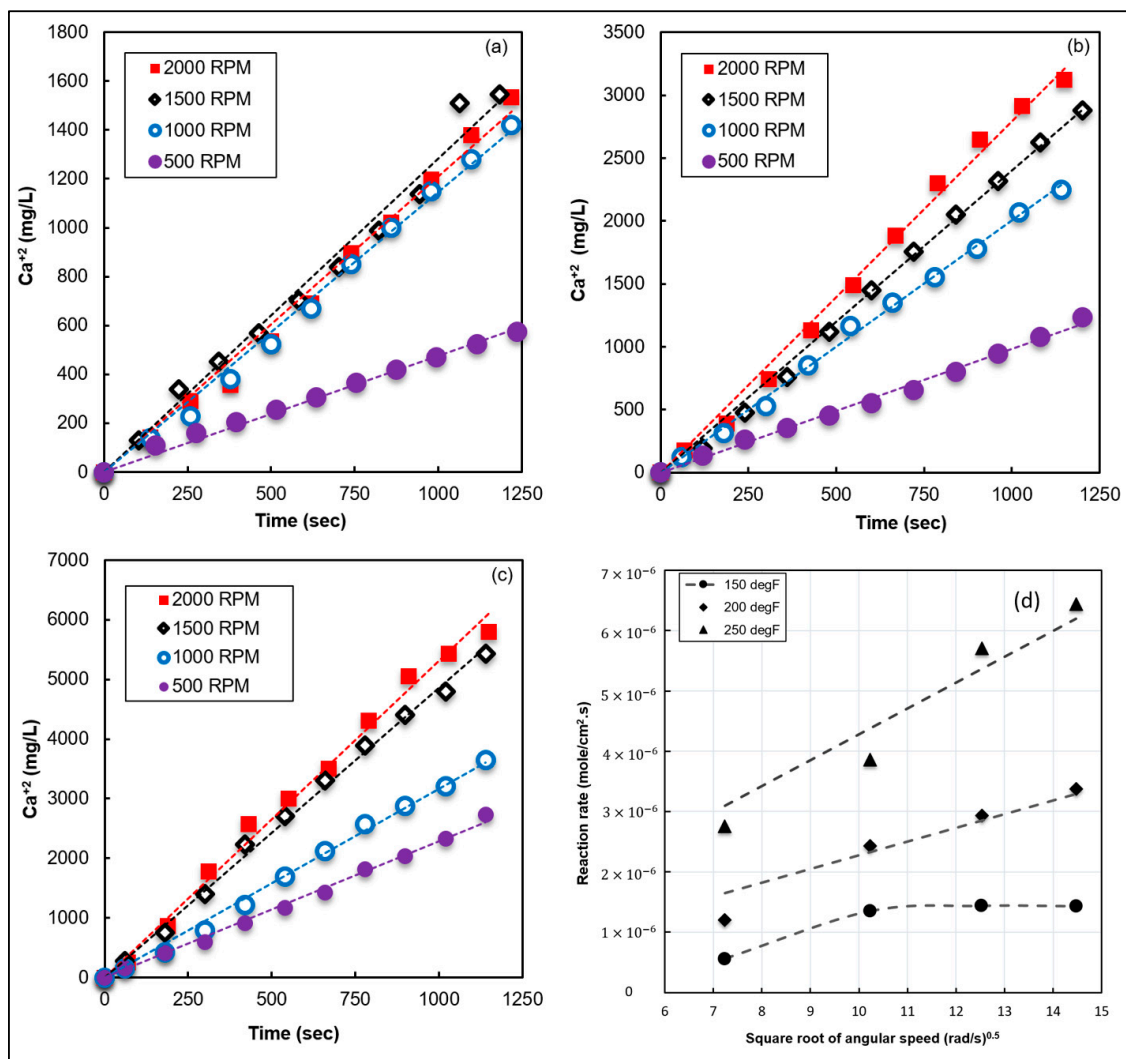 (a)
2000 RPM
1500 RPM
1000 RPM
500 RPM
1800
1600
1400
1200
1000
800
600
400
200
0
Ca⁺² (mg/L)
0 250 500 750 1000 1250
Time (sec)
(b)
2000 RPM
1500 RPM
1000 RPM
500 RPM
3500
3000
2500
2000
1500
1000
500
0
Ca⁺² (mg/L)
0 250 500 750 1000 1250
Time (sec)
(c)
2000 RPM
1500 RPM
1000 RPM
500 RPM
7000
6000
5000
4000
3000
2000
1000
0
Ca⁺² (mg/L)
0 250 500 750 1000 1250
Time (sec)
(d)
150 degF
200 degF
250 degF
7 × 10⁻⁶
6 × 10⁻⁶
5 × 10⁻⁶
4 × 10⁻⁶
3 × 10⁻⁶
2 × 10⁻⁶
1 × 10⁻⁶
0
Reaction rate (mole/cm².s)
6 7 8 9 10 11 12 13 14 15
Square root of angular speed (rad/s)⁰·⁵